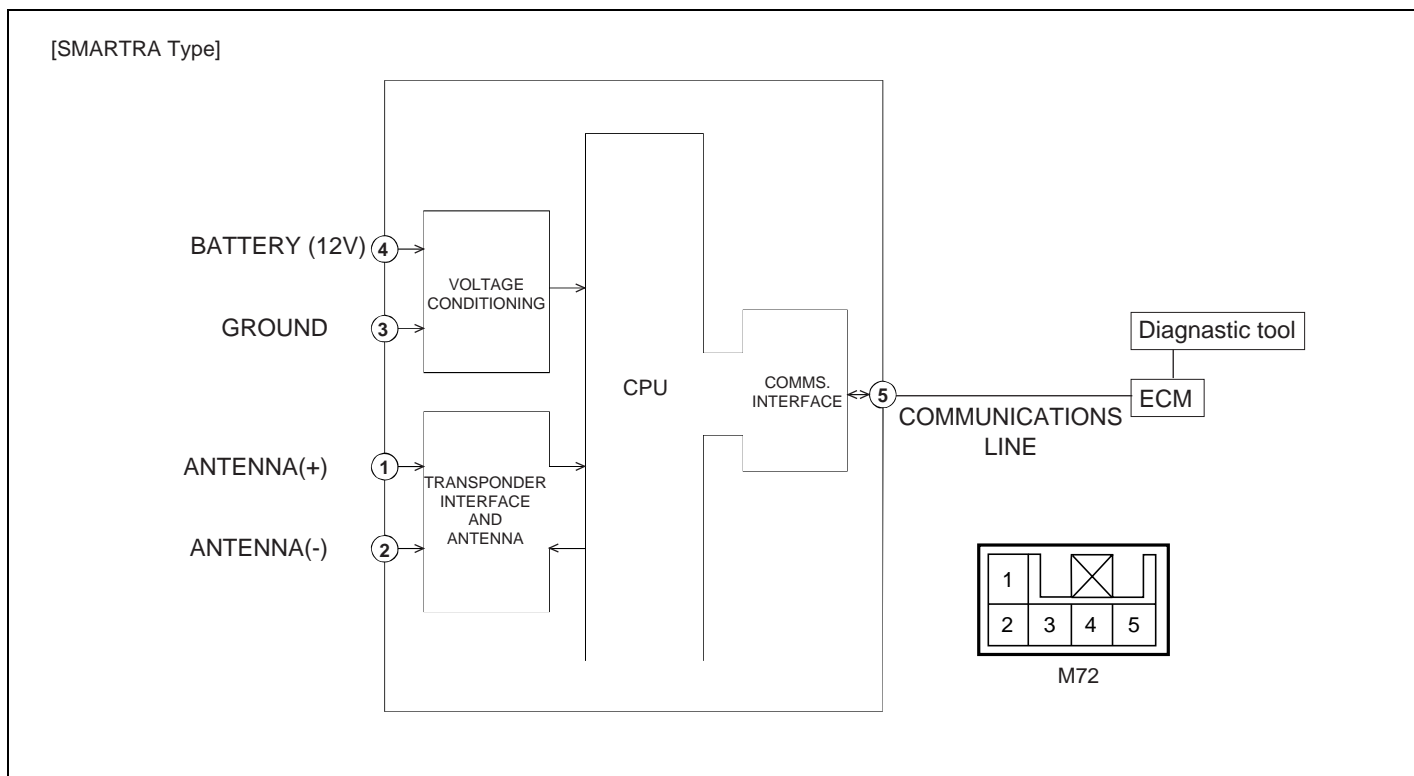 [SMARTRA Type]
BATTERY (12V)
4
VOLTAGE
CONDITIONING
GROUND
3
CPU
COMMS.
INTERFACE
5
COMMUNICATIONS
LINE
Diagnastic tool
ECM
ANTENNA(+)
1
TRANSPONDER
INTERFACE
AND
ANTENNA
ANTENNA(-)
2
1
2 3 4 5
M72